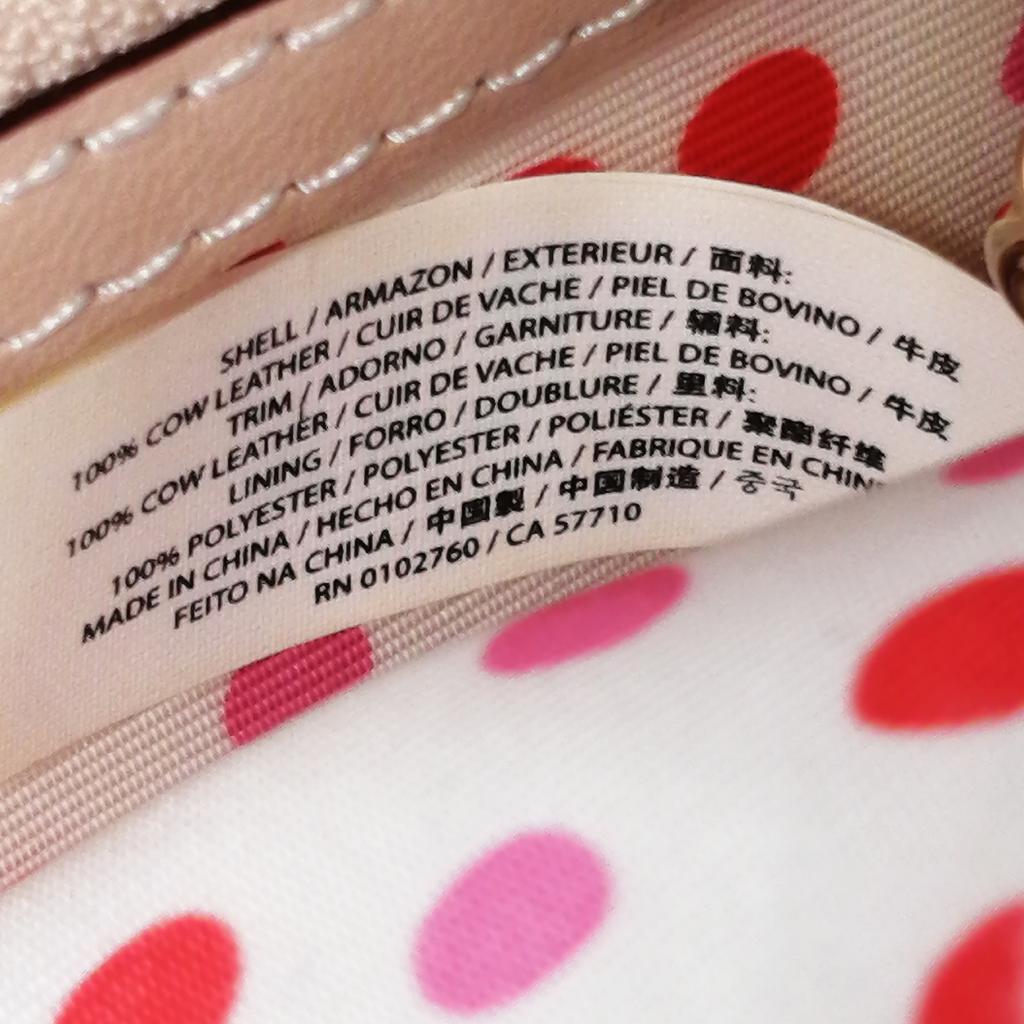 SHELL / ARMAZON / EXTERIEUR / 面料:
100% COW LEATHER / CUIR DE VACHE / PIEL DE BOVINO / 牛皮
TRIM / ADORNO / GARNITURE / 辅料:
100% COW LEATHER / CUIR DE VACHE / PIEL DE BOVINO / 牛皮
LINING / FORRO / DOUBLURE / 里料:
100% POLYESTER / POLYESTER / POLIÉSTER / 聚酯纤维
MADE IN CHINA / HECHO EN CHINA / FABRIQUE EN CHIN
FEITO NA CHINA / 中国製 / 中国制造 / 중국
RN 0102760 / CA 57710